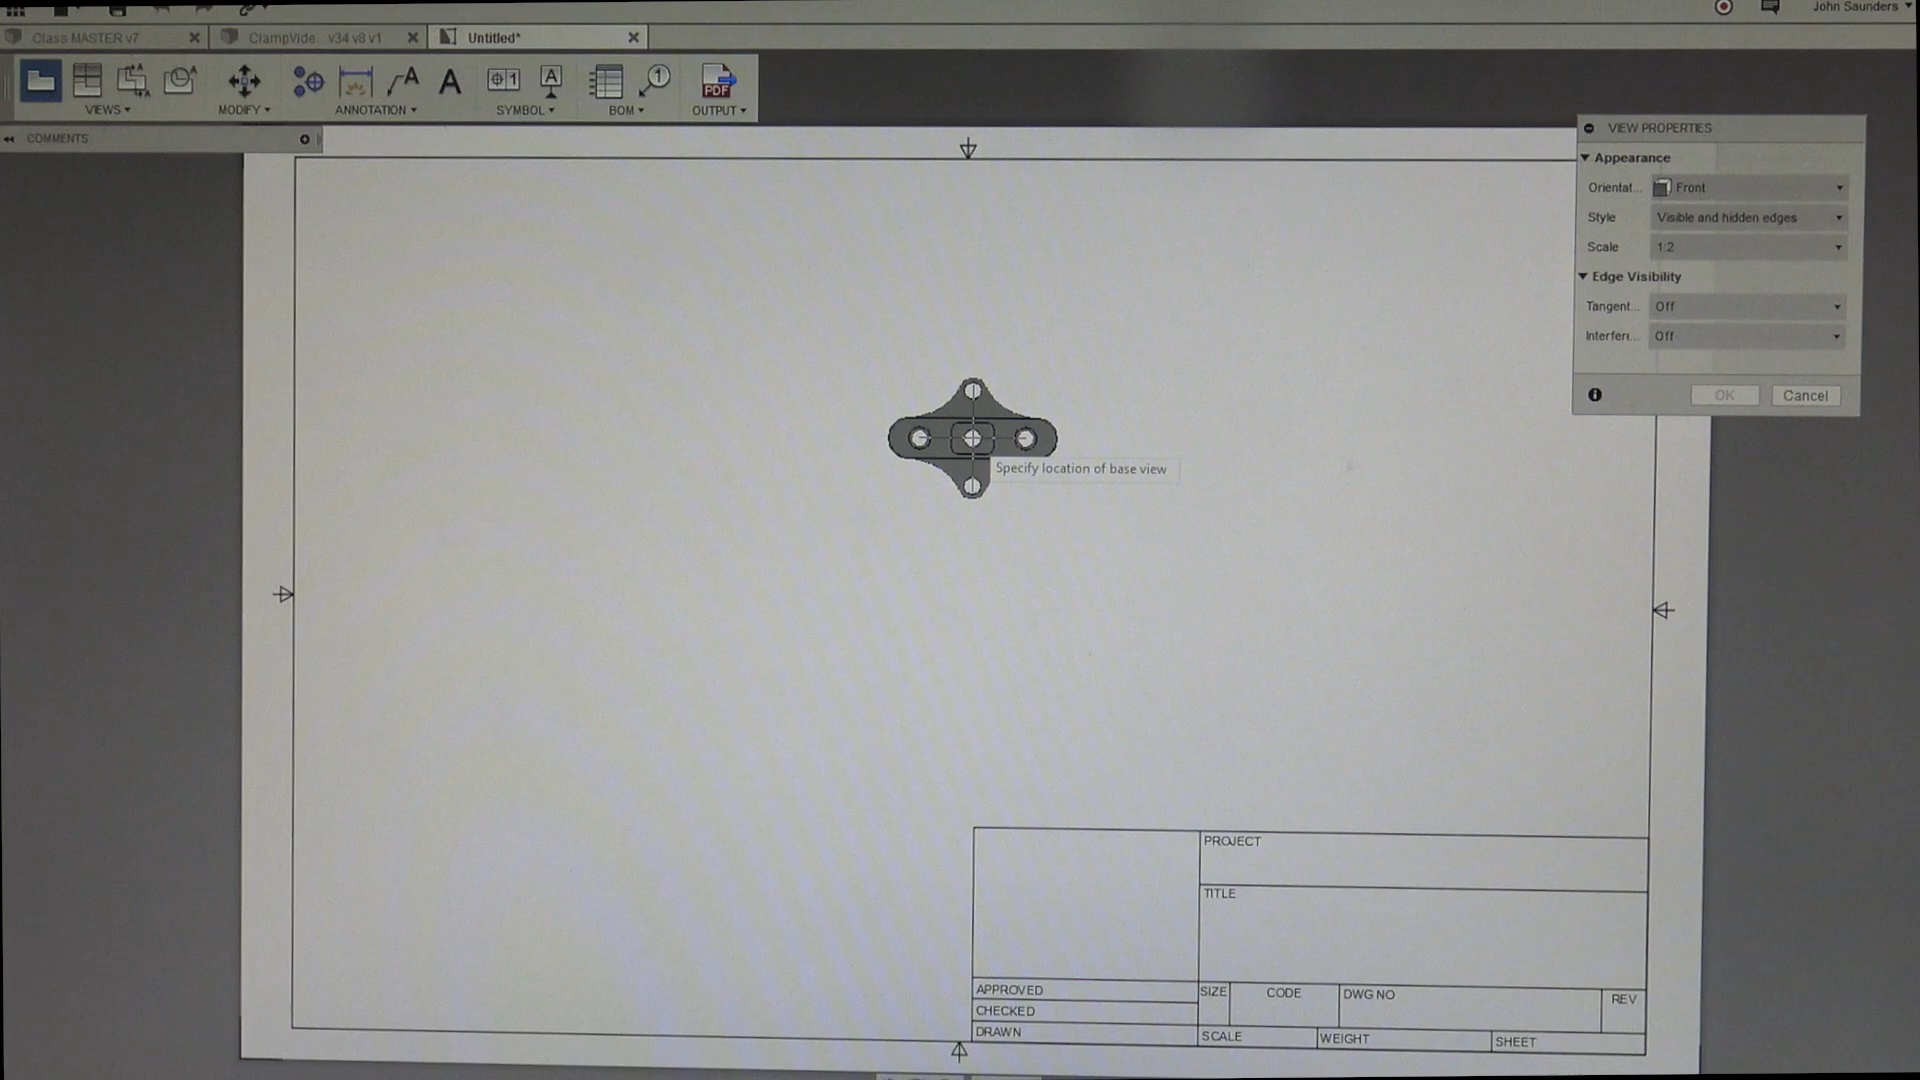 John Saunders
Class MASTER v7
ClampVide... v34 v8 v1
Untitled*
VIEWS
MODIFY
ANNOTATION
SYMBOL
BOM
OUTPUT
A
A
A
A
1
A
1
PDF
COMMENTS
VIEW PROPERTIES
Appearance
Orientat... Front
Style Visible and hidden edges
Scale 1:2
Edge Visibility
Tangent... Off
Interferi... Off
OK Cancel
Specify location of base view
PROJECT
TITLE
APPROVED
CHECKED
DRAWN
SIZE CODE DWG NO REV
SCALE WEIGHT SHEET